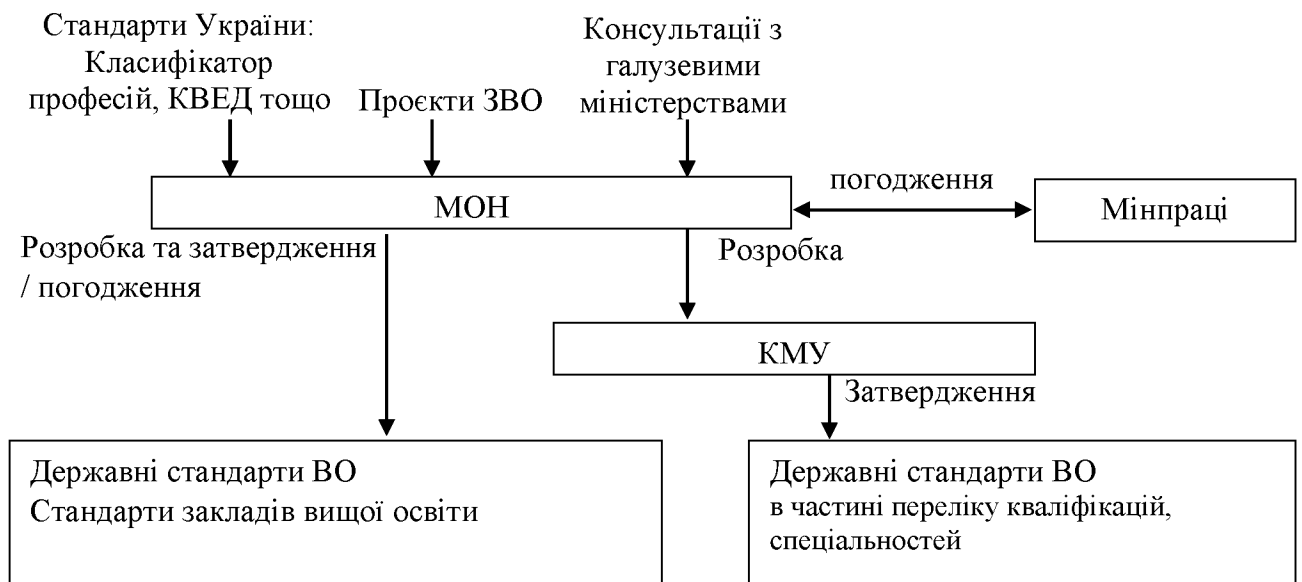 Стандарти України:
Класифікатор
професій, КВЕД тощо
Проєкти ЗВО
Консультації з
галузевими
міністерствами
МОН
погодження
Мінпраці
Розробка та затвердження
/ погодження
Розробка
КМУ
Затвердження
Державні стандарти ВО
Стандарти закладів вищої освіти
Державні стандарти ВО
в частині переліку кваліфікацій,
спеціальностей